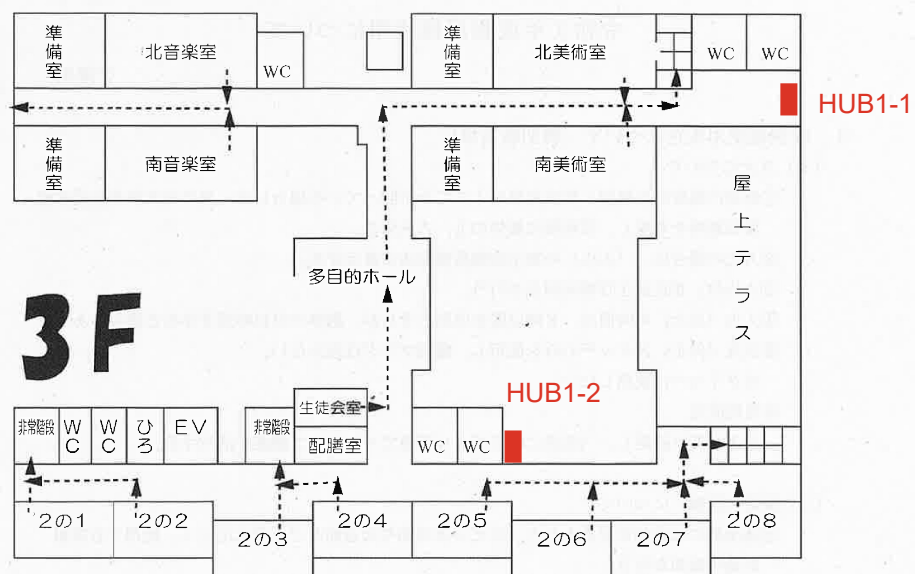 準備室
北音楽室
WC
準備室
北美術室
WC
WC
HUB1-1
準備室
南音楽室
準備室
南美術室
屋上テラス
多目的ホール
3F
HUB1-2
生徒会室
非常階段
WC
WC
ひろ
EV
非常階段
配膳室
WC
WC
2の1
2の2
2の3
2の4
2の5
2の6
2の7
2の8